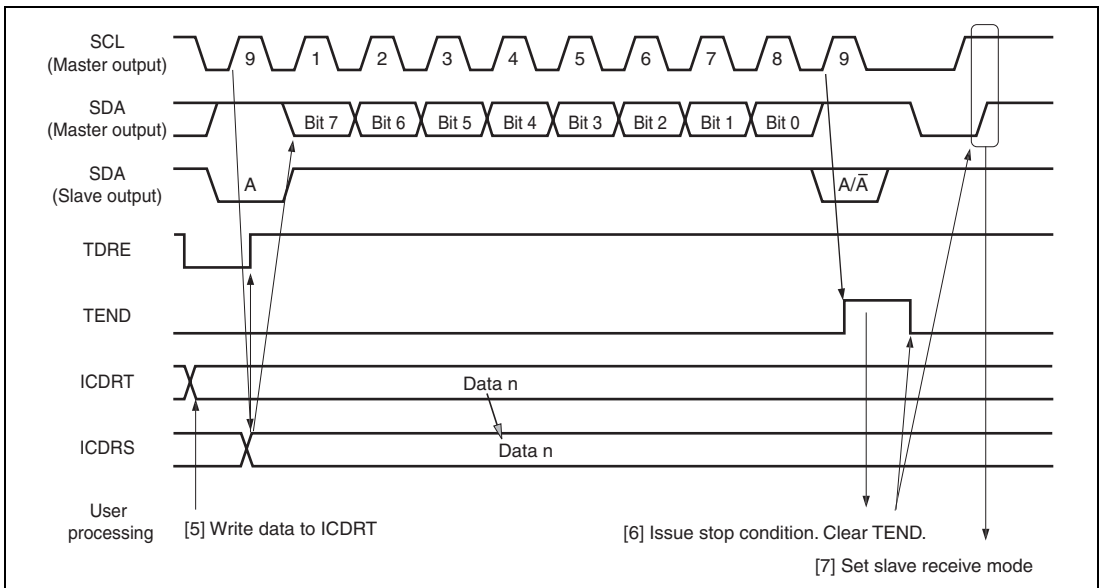 SCL
(Master output)
9 1 2 3 4 5 6 7 8 9
SDA
(Master output)
Bit 7 Bit 6 Bit 5 Bit 4 Bit 3 Bit 2 Bit 1 Bit 0
SDA
(Slave output)
A A/A̅
TDRE
TEND
ICDRT
Data n
ICDRS
Data n
User
processing
[5] Write data to ICDRT
[6] Issue stop condition. Clear TEND.
[7] Set slave receive mode